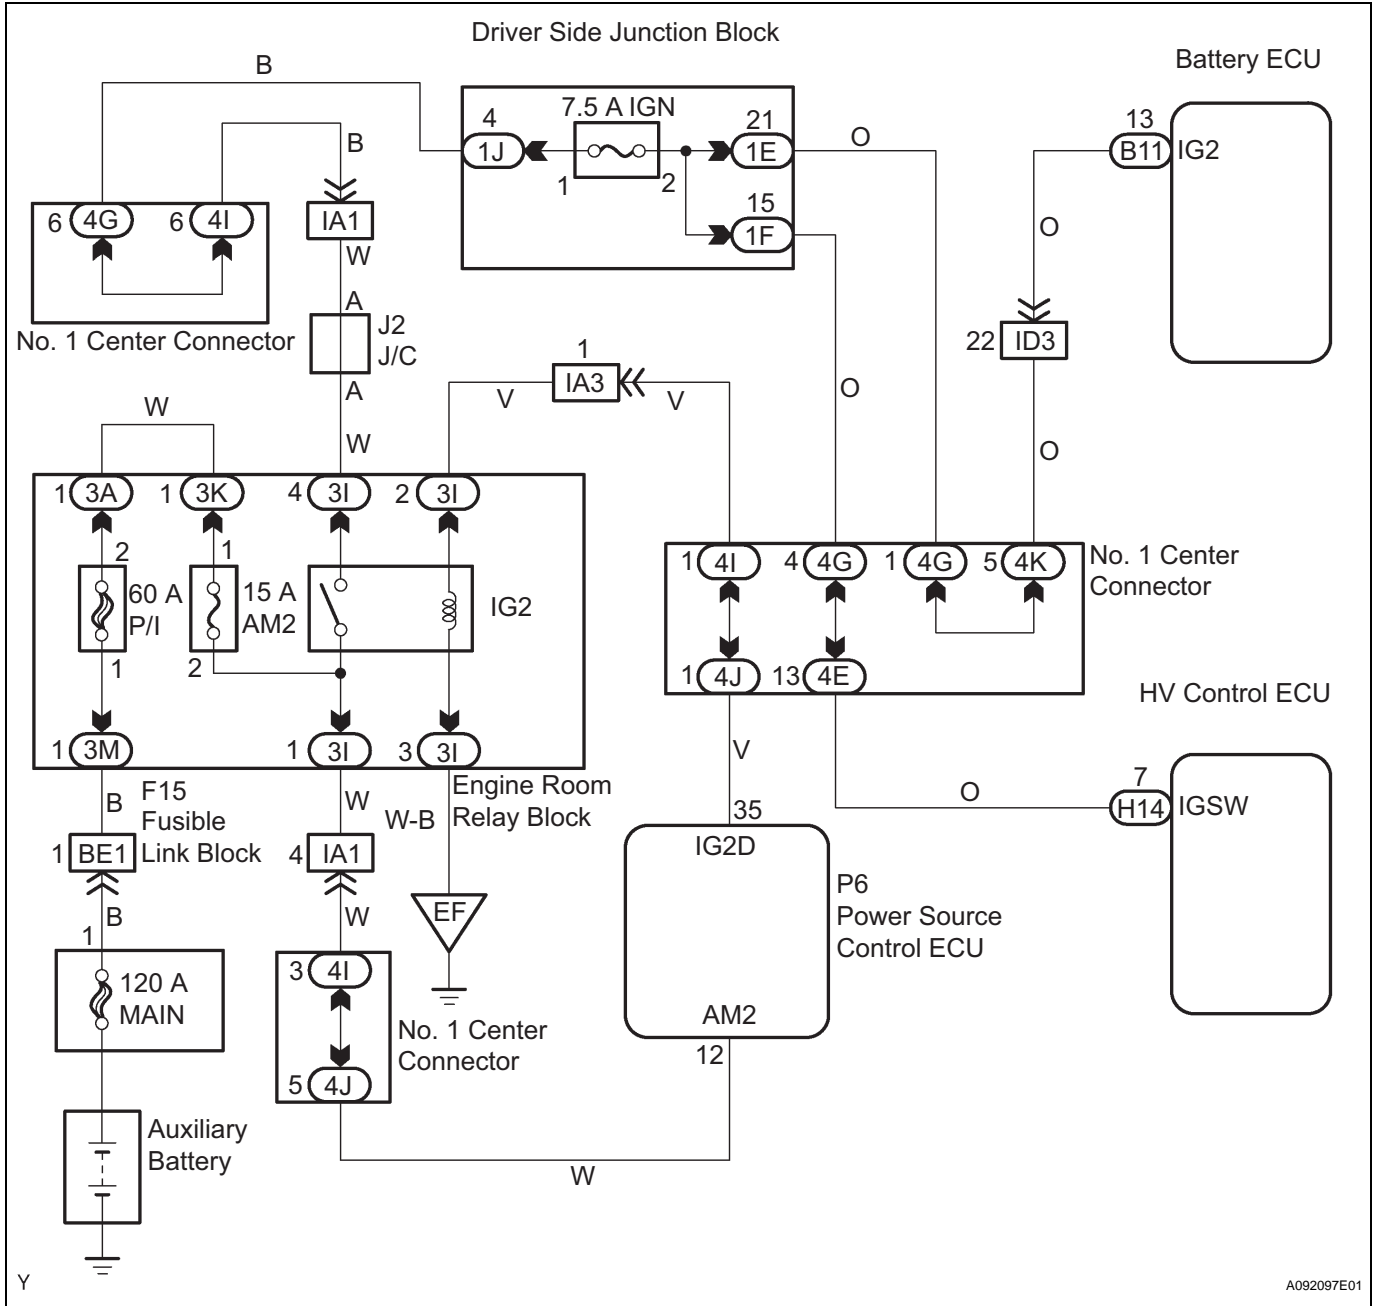 Driver Side Junction Block
Battery ECU
B
7.5 A IGN
4
21
13
1J
1E
O
B11
IG2
B
1
2
15
6
4G
6
4I
IA1
1F
W
O
A
No. 1 Center Connector
J2
J/C
1
22
ID3
IA3
A
V
V
O
W
W
O
1
3A
1
3K
4
3I
2
3I
2
1
1
4I
4
4G
1
4G
5
4K
No. 1 Center
Connector
60 A
P/I
15 A
AM2
IG2
1
2
1
4J
13
4E
HV Control ECU
1
3M
1
3I
3
3I
V
F15
Fusible
Link Block
B
W
W-B
Engine Room
Relay Block
O
7
H14
IGSW
35
1
BE1
4
IA1
IG2D
B
W
EF
P6
Power Source
Control ECU
1
120 A
MAIN
3
4I
AM2
No. 1 Center
Connector
12
5
4J
Auxiliary
Battery
W
Y
A092097E01